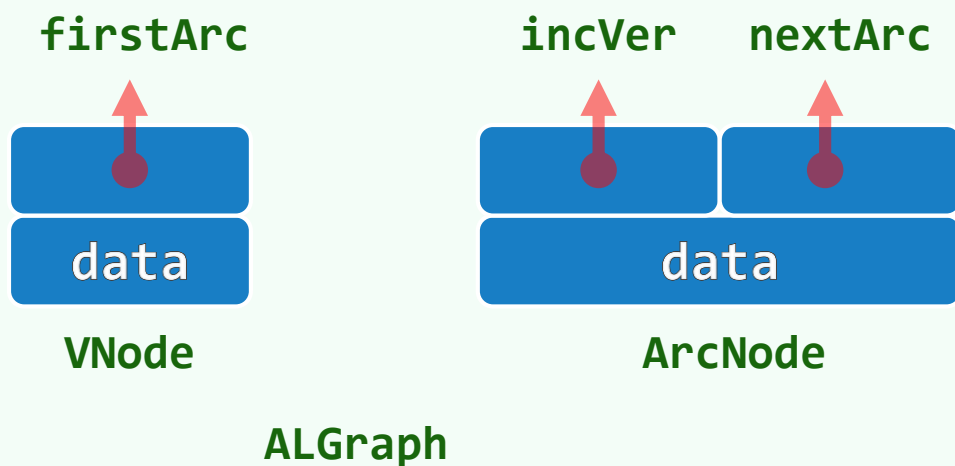 firstArc
incVer nextArc
data
data
VNode
ArcNode
ALGraph